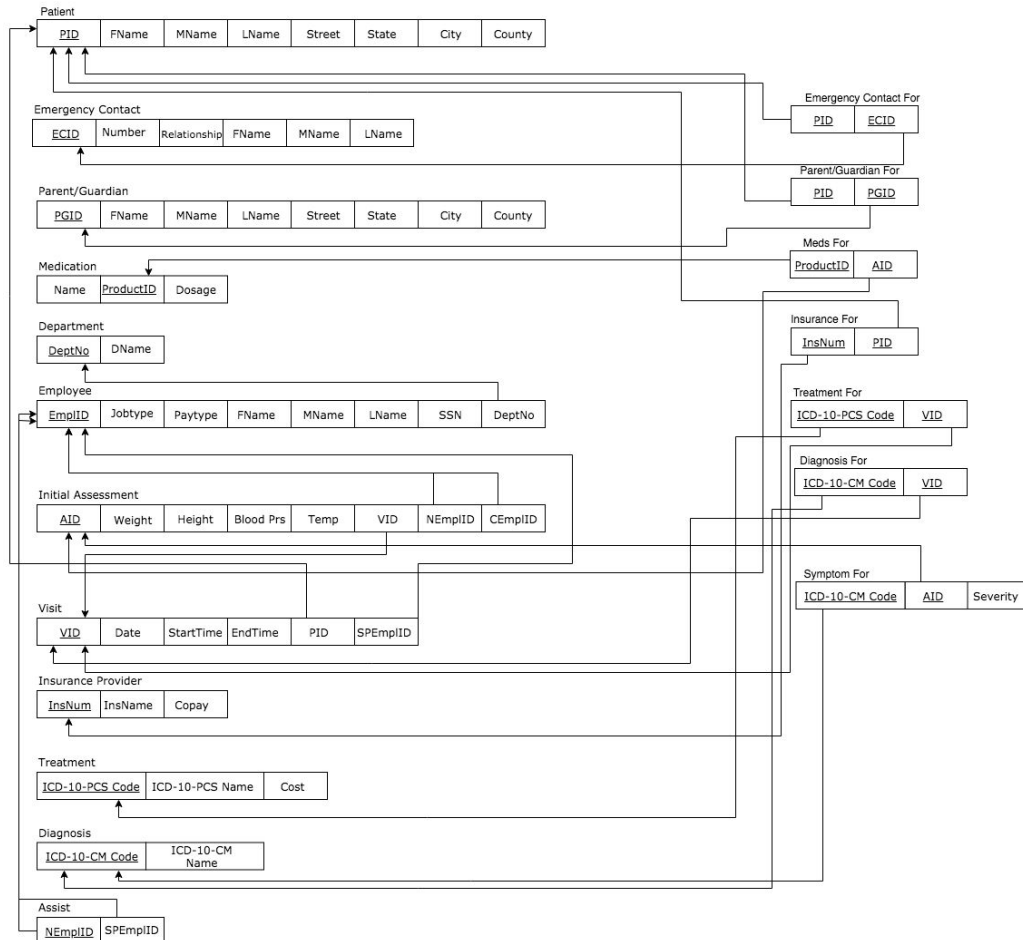 Patient
PID FName MName LName Street State City County
Emergency Contact
ECID Number Relationship FName MName LName
Emergency Contact For
PID ECID
Parent/Guardian
PGID FName MName LName Street State City County
Parent/Guardian For
PID PGID
Medication
Name ProductID Dosage
Meds For
ProductID AID
Department
DeptNo DName
Insurance For
InsNum PID
Employee
EmplID Jobtype Paytype FName MName LName SSN DeptNo
Treatment For
ICD-10-PCS Code VID
Diagnosis For
ICD-10-CM Code VID
Initial Assessment
AID Weight Height Blood Prs Temp VID NEmplID CEmplID
Symptom For
ICD-10-CM Code AID Severity
Visit
VID Date StartTime EndTime PID SPEmplID
Insurance Provider
InsNum InsName Copay
Treatment
ICD-10-PCS Code ICD-10-PCS Name Cost
Diagnosis
ICD-10-CM Code ICD-10-CM
Name
Assist
NEmplID SPEmplID